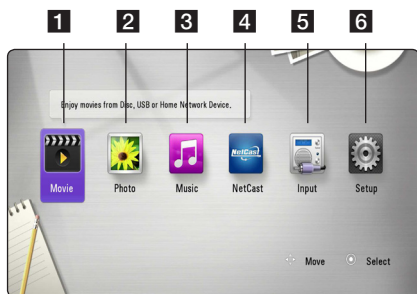 1 2 3 4 5 6
Enjoy movies from Disc, USB or Home Network Device.
NetCast
Movie Photo Music NetCast Input Setup
Move Select